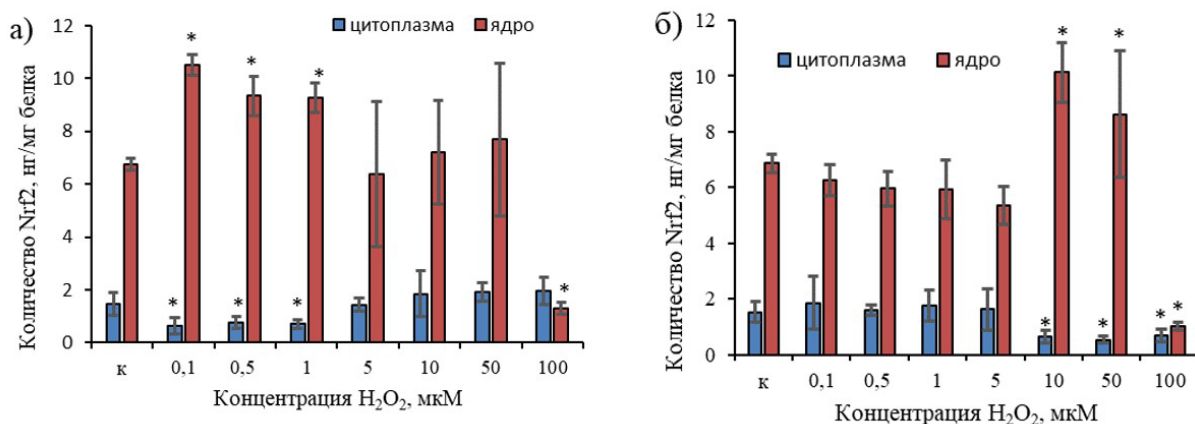 а)
цитоплазма ядро
Количество Nrf2, нг/мг белка
12
10
8
6
4
2
0
* * *
* * * *
к 0,1 0,5 1 5 10 50 100
Концентрация H₂O₂, мкМ
б)
цитоплазма ядро
Количество Nrf2, нг/мг белка
12
10
8
6
4
2
0
* *
* * * *
к 0,1 0,5 1 5 10 50 100
Концентрация H₂O₂, мкМ